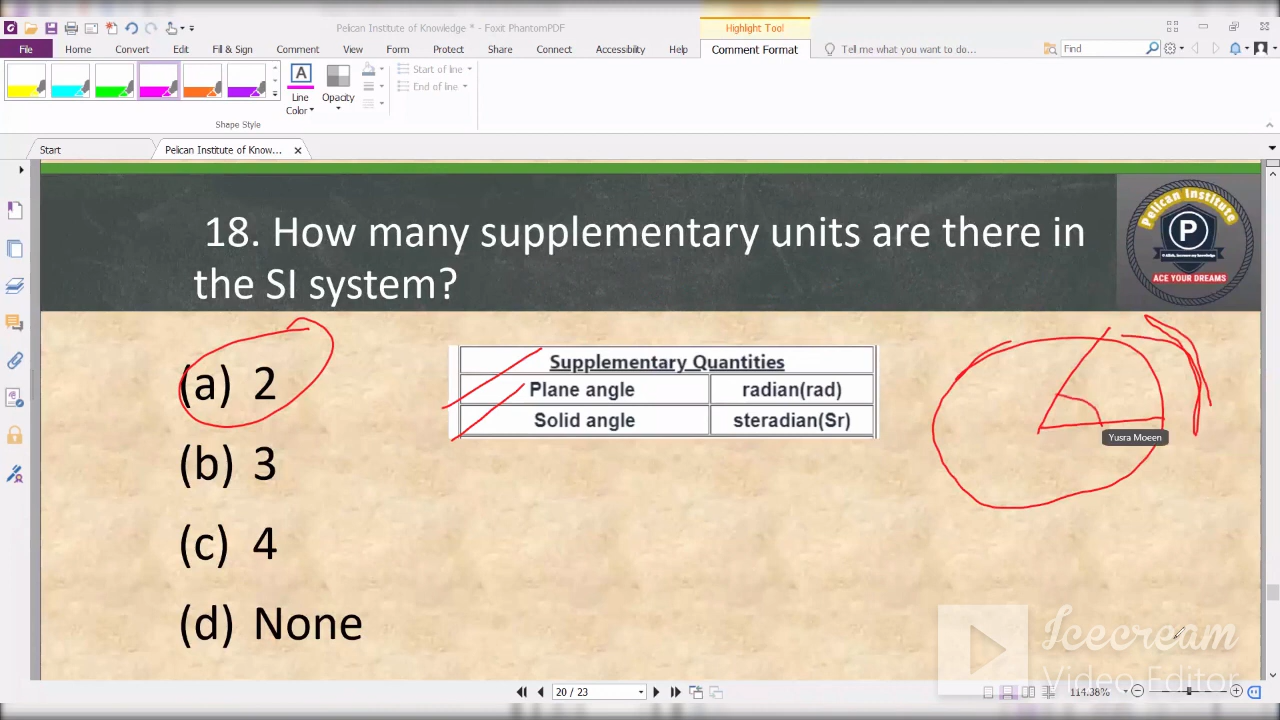 Pelican Institute of Knowledge * - Foxit PhantomPDF
Highlight Tool
File Home Convert Edit Fill & Sign Comment View Form Protect Share Connect Accessibility Help Comment Format Tell me what you want to do... Find
A
Line Color
Opacity
Start of line
End of line
Shape Style
Start
Pelican Institute of Know...
18. How many supplementary units are there in
the SI system?
Pelican Institute
P
ACE YOUR DREAMS
(a) 2
(b) 3
(c) 4
(d) None
Supplementary Quantities
Plane angle radian(rad)
Solid angle steradian(Sr)
Yusra Moeen
Icecream
Video Editor
20 / 23
114.38%